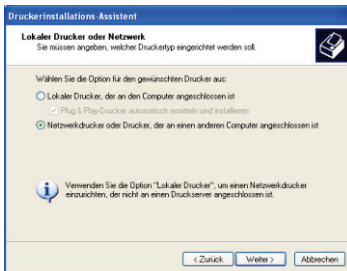 Druckerinstallations-Assistent
Lokaler Drucker oder Netzwerk
Sie müssen angeben, welcher Druckertyp eingerichtet werden soll.
Wählen Sie die Option für den gewünschten Drucker aus:
Lokaler Drucker, der an den Computer angeschlossen ist
Plug & Play-Drucker automatisch ermitteln und installieren
Netzwerkdrucker oder Drucker, der an einen anderen Computer angeschlossen ist
Verwenden Sie die Option "Lokaler Drucker", um einen Netzwerkdrucker
einzurichten, der nicht an einen Druckserver angeschlossen ist.
< Zurück Weiter > Abbrechen